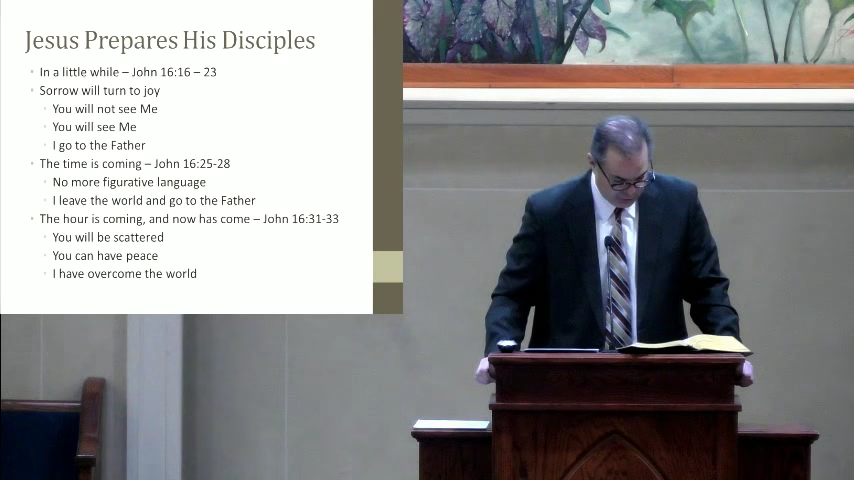 Jesus Prepares His Disciples
In a little while – John 16:16 – 23
Sorrow will turn to joy
You will not see Me
You will see Me
I go to the Father
The time is coming – John 16:25-28
No more figurative language
I leave the world and go to the Father
The hour is coming, and now has come – John 16:31-33
You will be scattered
You can have peace
I have overcome the world